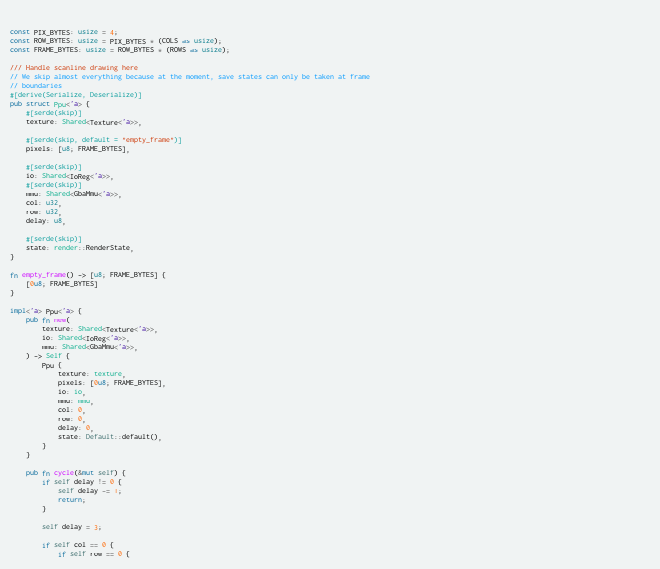 const PIX_BYTES: usize = 4;
const ROW_BYTES: usize = PIX_BYTES * (COLS as usize);
const FRAME_BYTES: usize = ROW_BYTES * (ROWS as usize);
/// Handle scanline drawing here
// We skip almost everything because at the moment, save states can only be taken at frame
// boundaries
#[derive(Serialize, Deserialize)]
pub struct Ppu<'a> {
#[serde(skip)]
texture: Shared<Texture<'a>>,
#[serde(skip, default = "empty_frame")]
pixels: [u8; FRAME_BYTES],
#[serde(skip)]
io: Shared<IoReg<'a>>,
#[serde(skip)]
mmu: Shared<GbaMmu<'a>>,
col: u32,
row: u32,
delay: u8,
#[serde(skip)]
state: render::RenderState,
}
fn empty_frame() -> [u8; FRAME_BYTES] {
[0u8; FRAME_BYTES]
}
impl<'a> Ppu<'a> {
pub fn new(
texture: Shared<Texture<'a>>,
io: Shared<IoReg<'a>>,
mmu: Shared<GbaMmu<'a>>,
) -> Self {
Ppu {
texture: texture,
pixels: [0u8; FRAME_BYTES],
io: io,
mmu: mmu,
col: 0,
row: 0,
delay: 0,
state: Default::default(),
}
}
pub fn cycle(&mut self) {
if self delay != 0 {
self delay -= 1;
return;
}
self delay = 3;
if self col == 0 {
if self row == 0 {